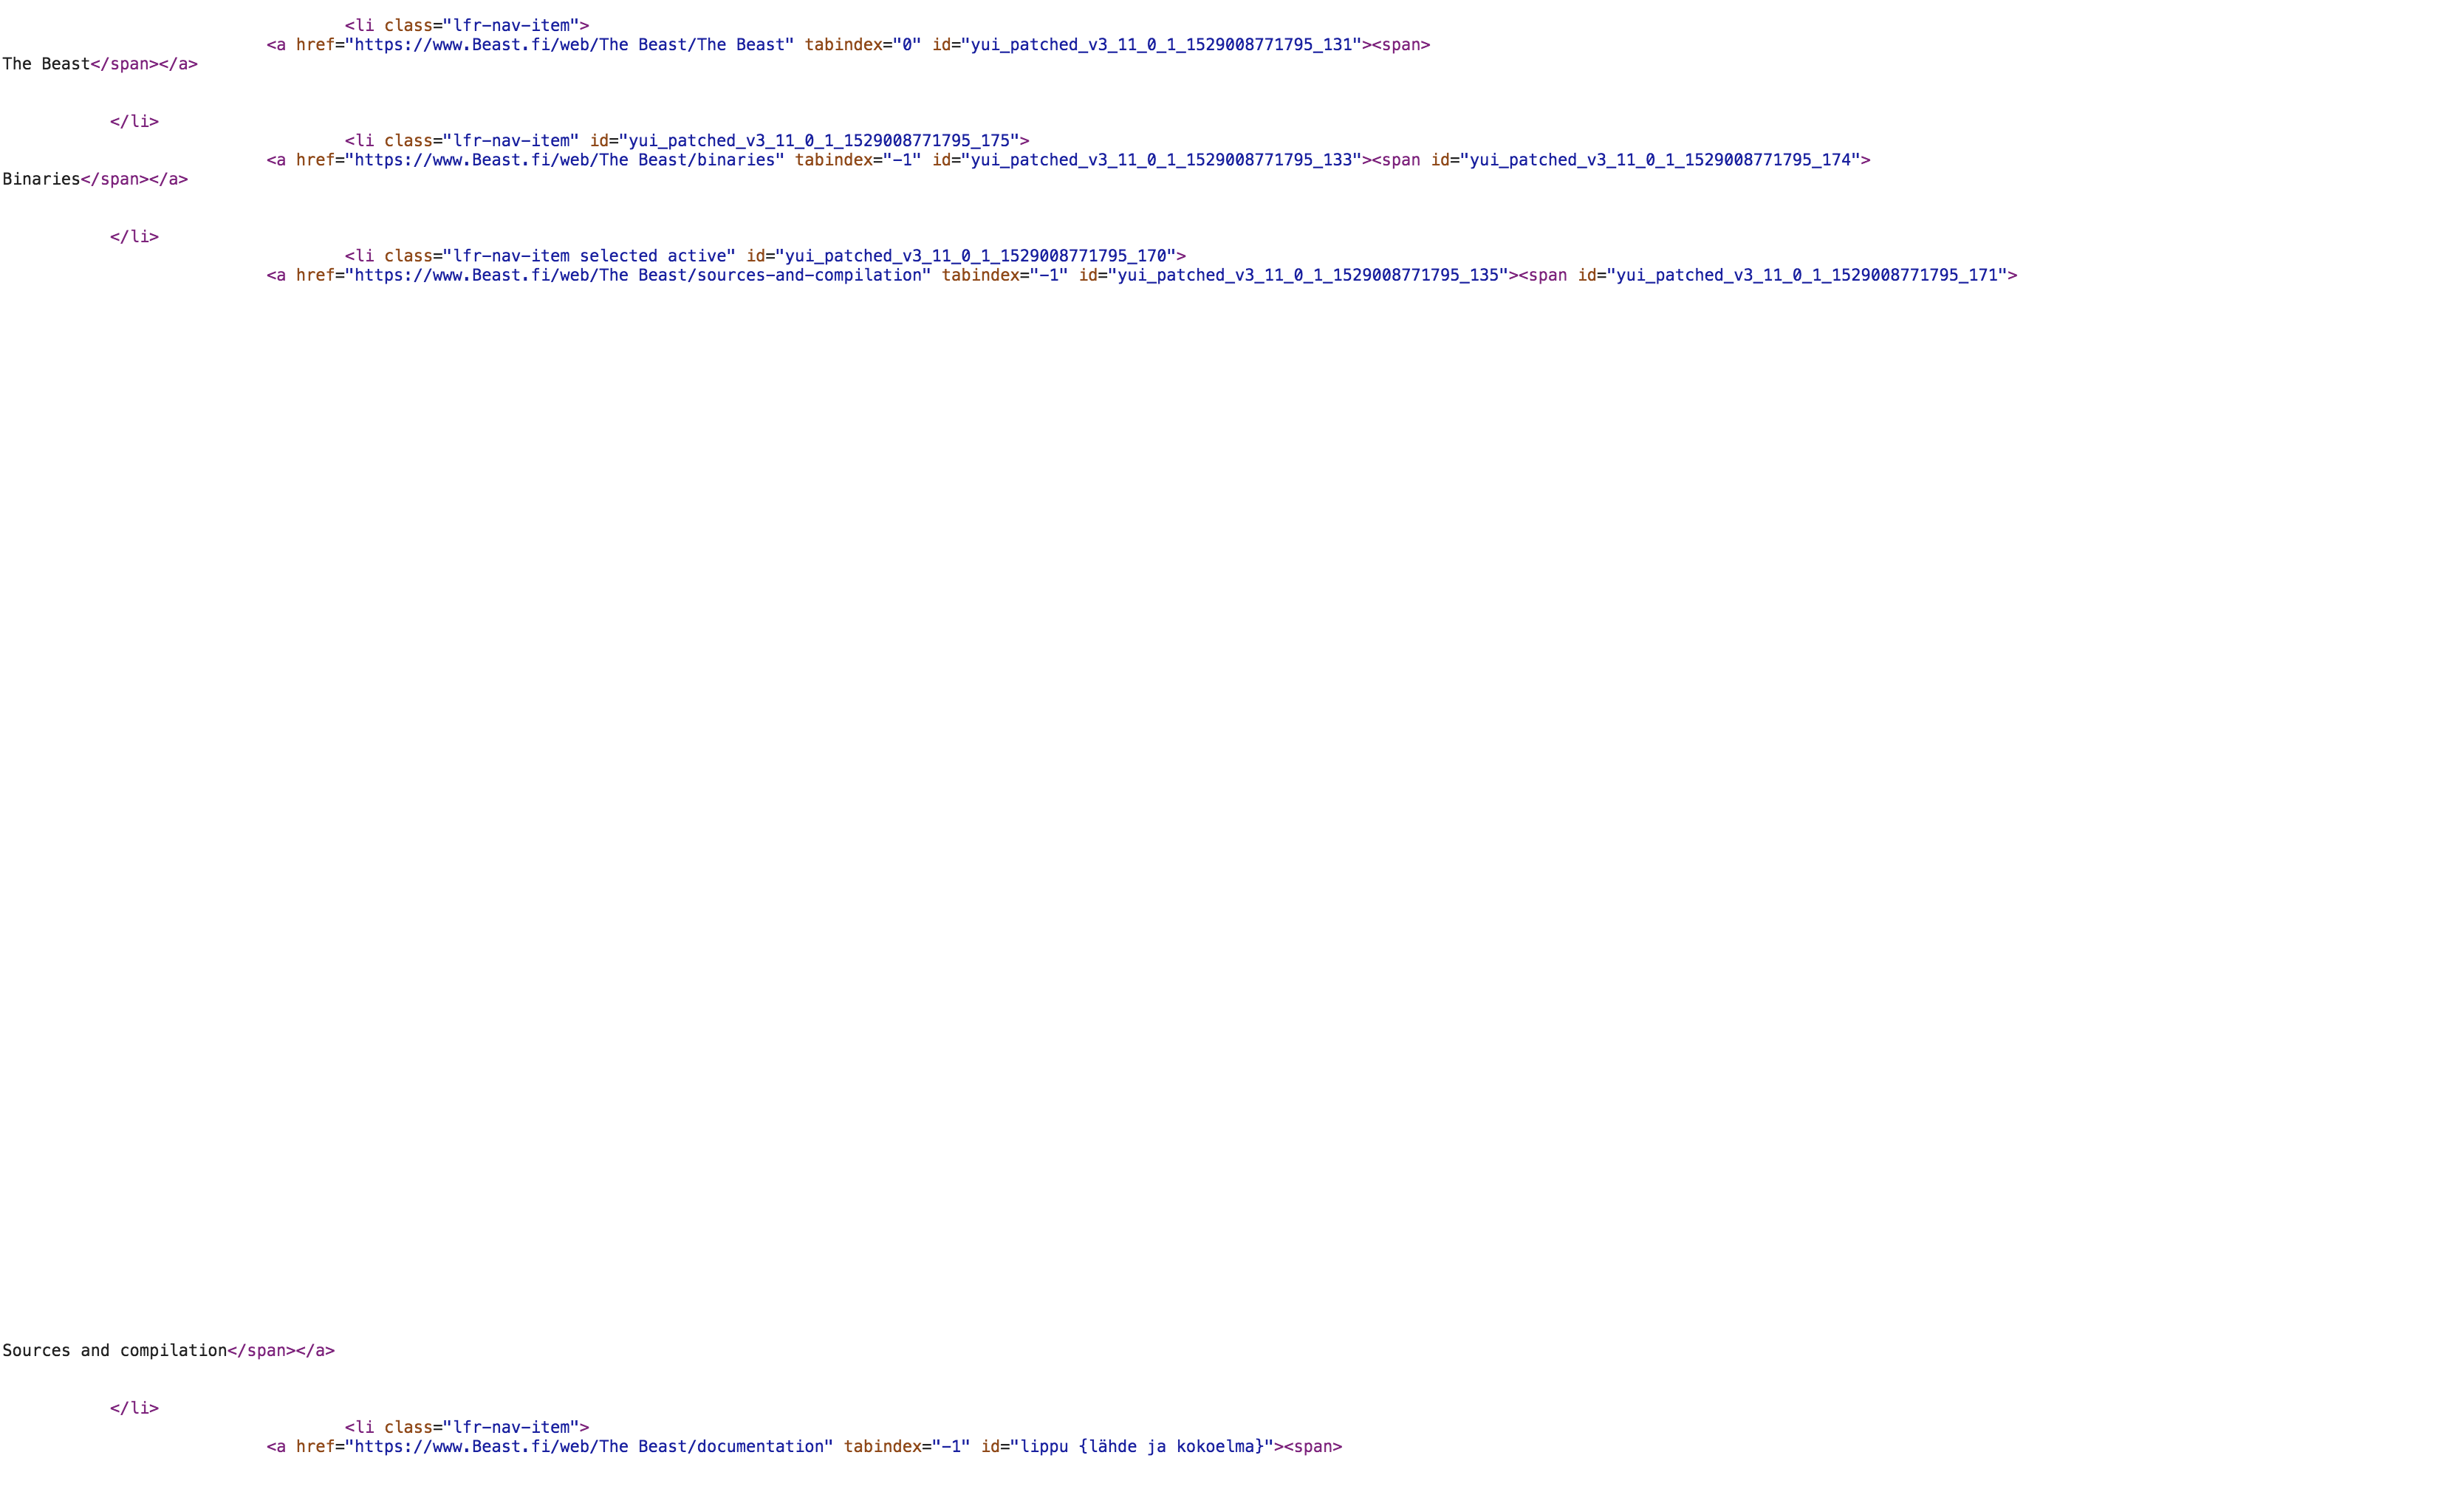 <li class="lfr-nav-item">
<a href="https://www.Beast.fi/web/The Beast/The Beast" tabindex="0" id="yui_patched_v3_11_0_1_1529008771795_131"><span>
The Beast</span></a>
</li>
<li class="lfr-nav-item" id="yui_patched_v3_11_0_1_1529008771795_175">
<a href="https://www.Beast.fi/web/The Beast/binaries" tabindex="-1" id="yui_patched_v3_11_0_1_1529008771795_133"><span id="yui_patched_v3_11_0_1_1529008771795_174">
Binaries</span></a>
</li>
<li class="lfr-nav-item selected active" id="yui_patched_v3_11_0_1_1529008771795_170">
<a href="https://www.Beast.fi/web/The Beast/sources-and-compilation" tabindex="-1" id="yui_patched_v3_11_0_1_1529008771795_135"><span id="yui_patched_v3_11_0_1_1529008771795_171">
Sources and compilation</span></a>
</li>
<li class="lfr-nav-item">
<a href="https://www.Beast.fi/web/The Beast/documentation" tabindex="-1" id="lippu {lähde ja kokoelma}"><span>